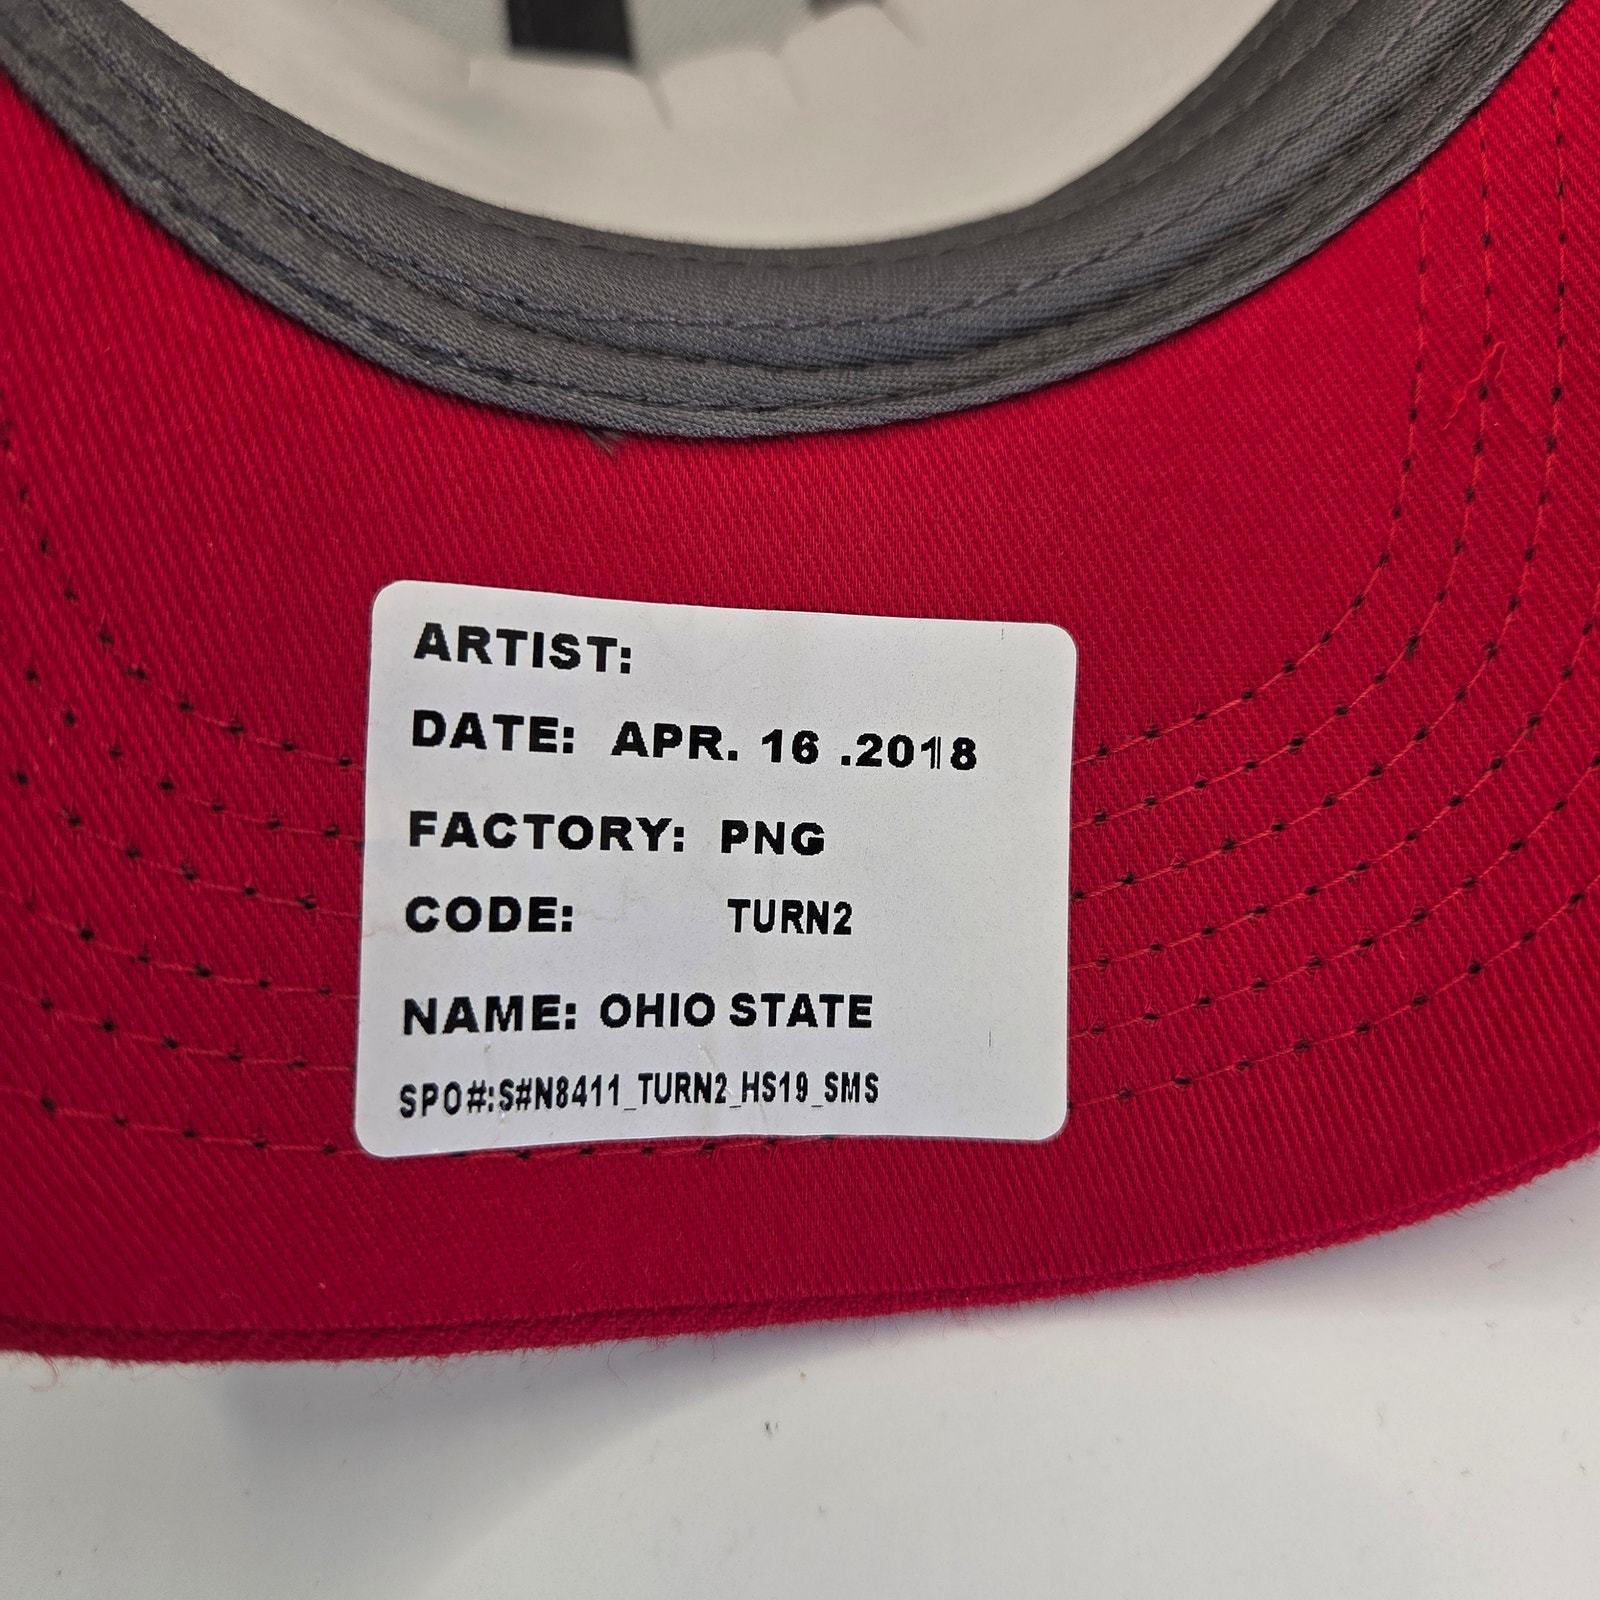 ARTIST:
DATE: APR. 16 .2018
FACTORY: PNG
CODE: TURN2
NAME: OHIO STATE
SPO#:S#N8411_TURN2_HS19_SMS